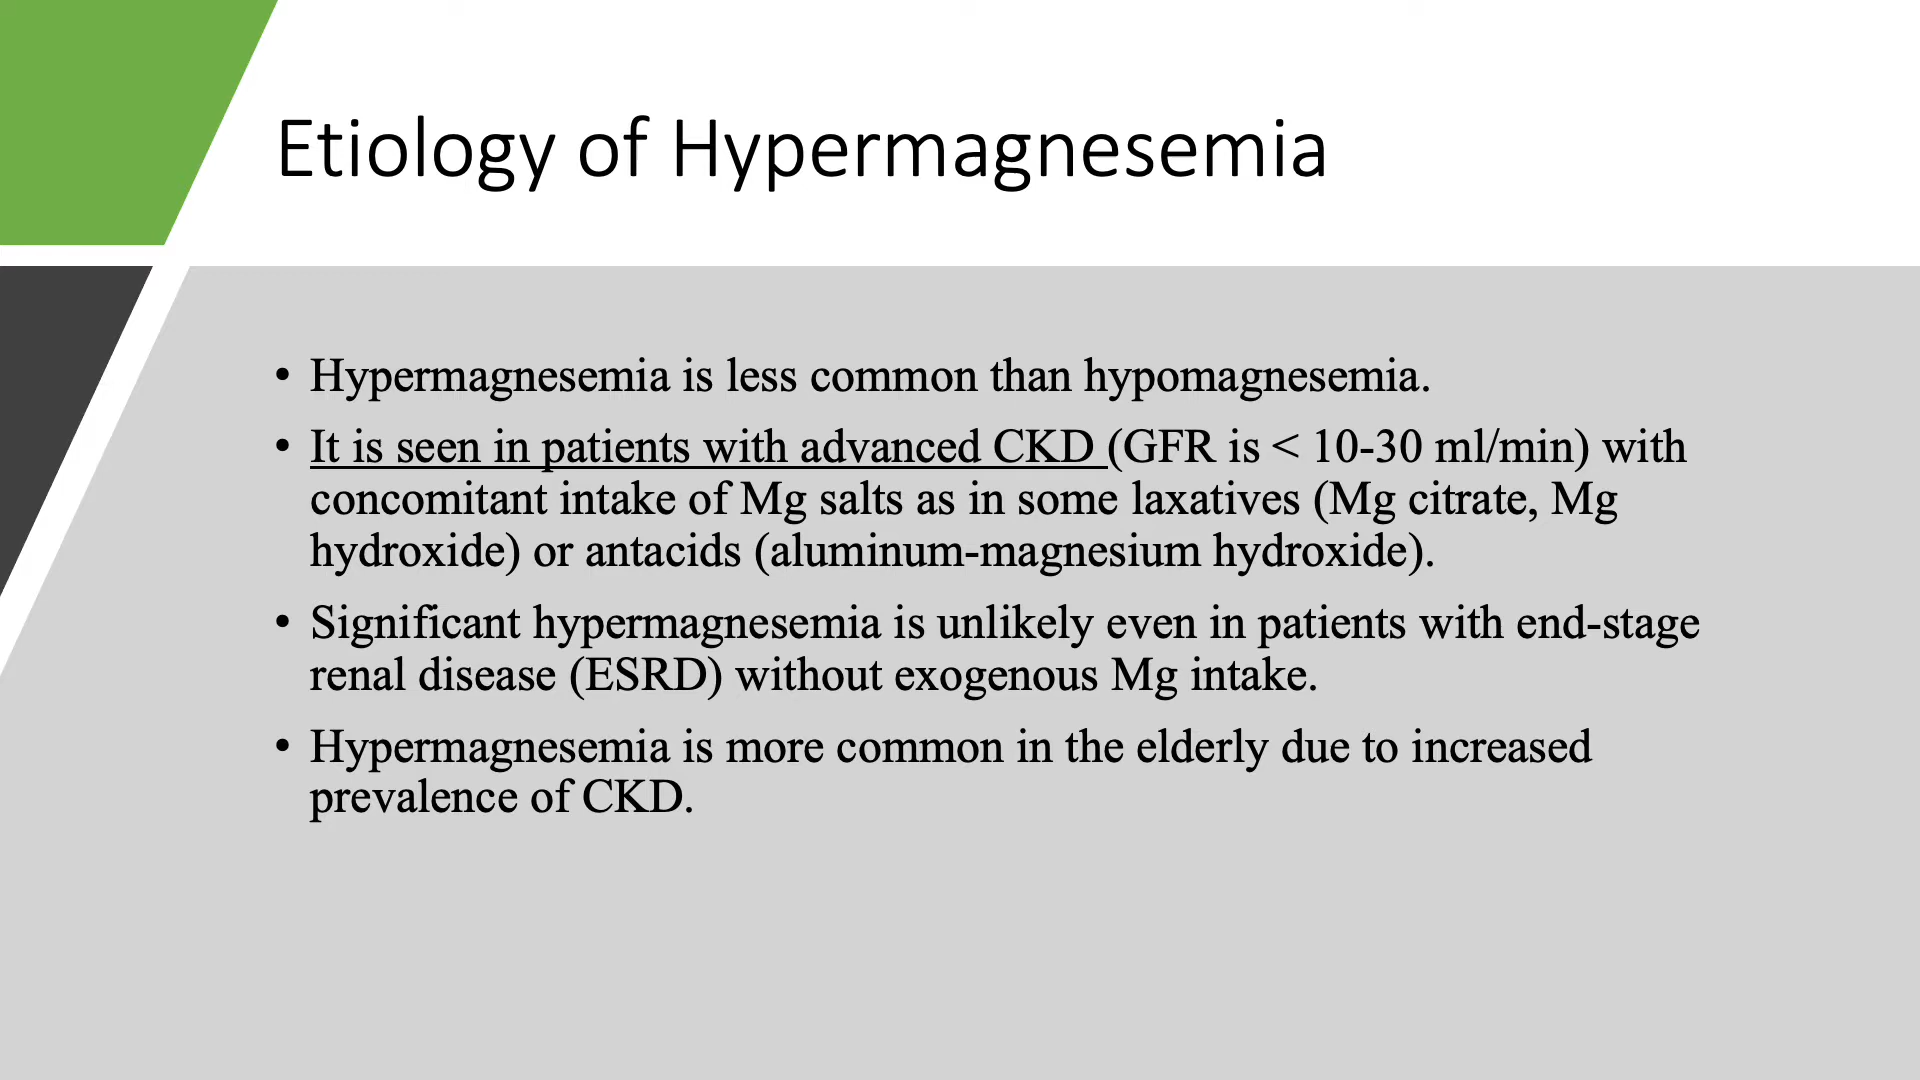 Etiology of Hypermagnesemia
• Hypermagnesemia is less common than hypomagnesemia.
• It is seen in patients with advanced CKD (GFR is < 10-30 ml/min) with
concomitant intake of Mg salts as in some laxatives (Mg citrate, Mg
hydroxide) or antacids (aluminum-magnesium hydroxide).
• Significant hypermagnesemia is unlikely even in patients with end-stage
renal disease (ESRD) without exogenous Mg intake.
• Hypermagnesemia is more common in the elderly due to increased
prevalence of CKD.